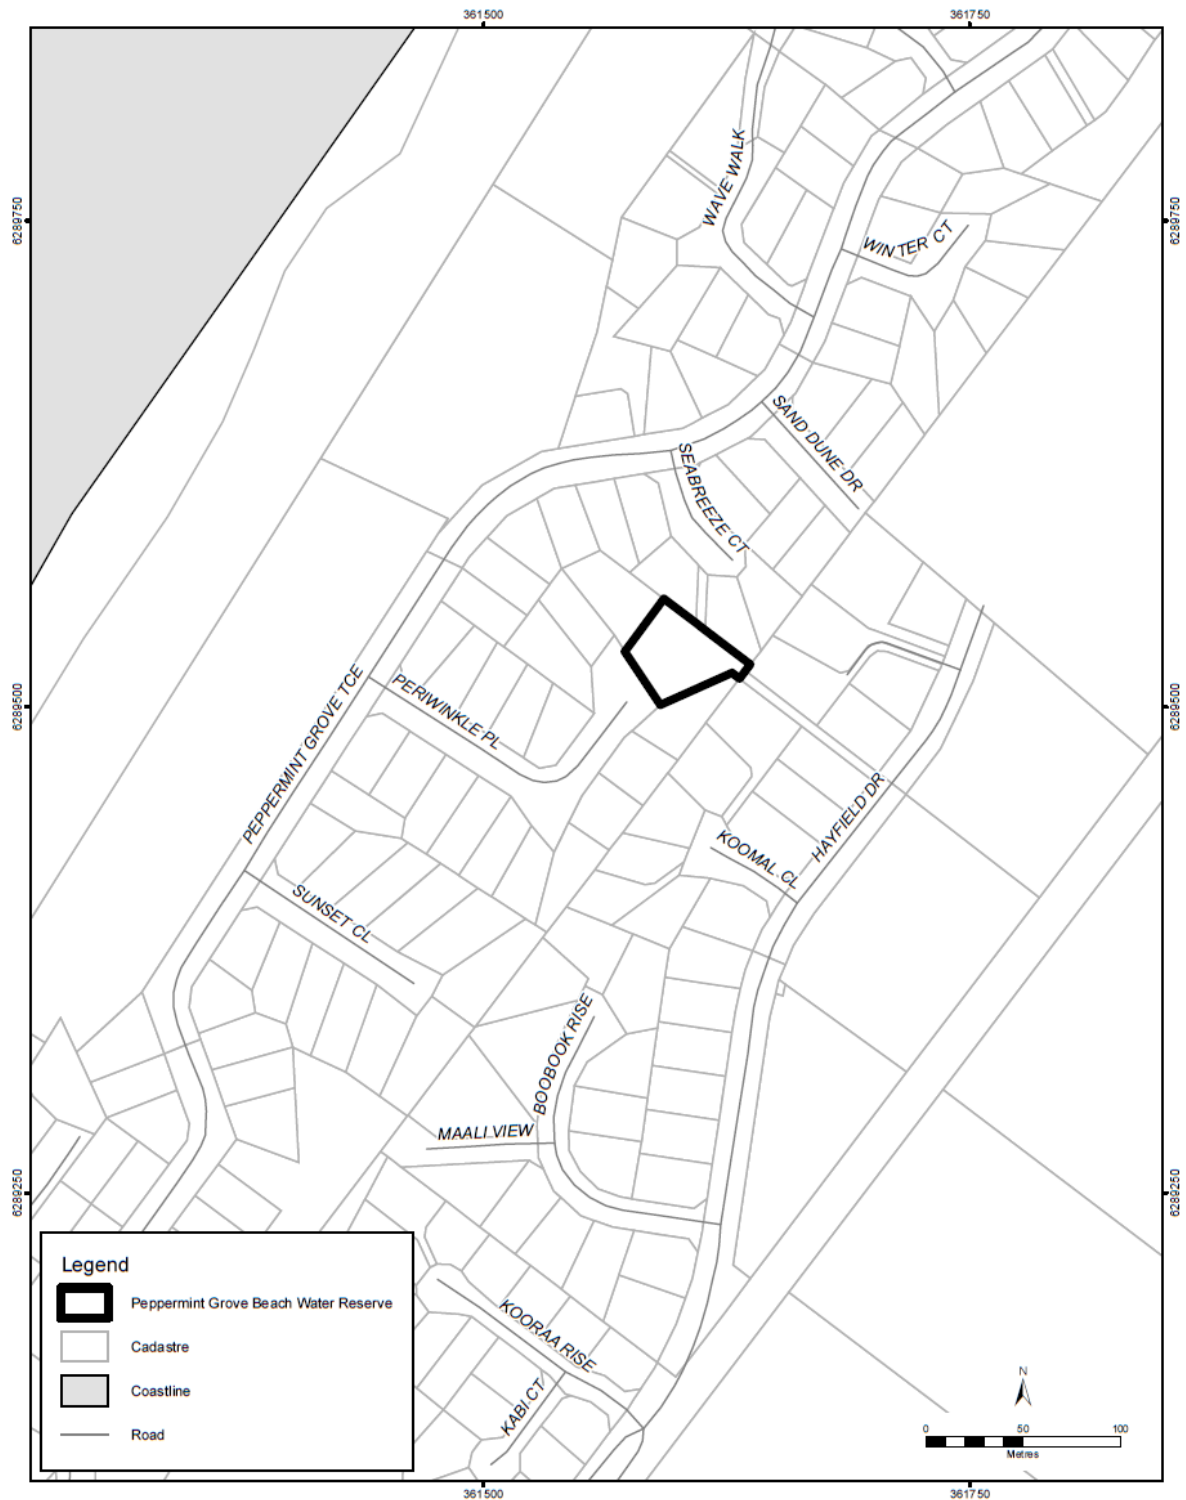 361500
361750
WAVE WALK
6289750
6289750
WINTER CT
SAND DUNE DR
SEABREEZE CT
PEPPERMINT GROVE TCE
PERIWINKLE PL
6289500
6289500
HAYFIELD DR
KOOMAL CL
SUNSET CL
BOOBOOK RISE
MAALI VIEW
6289250
6289250
Legend
Peppermint Grove Beach Water Reserve
Cadastre
Coastline
Road
KOORAA RISE
KABI CT
N
0 50 100
Metres
361500
361750